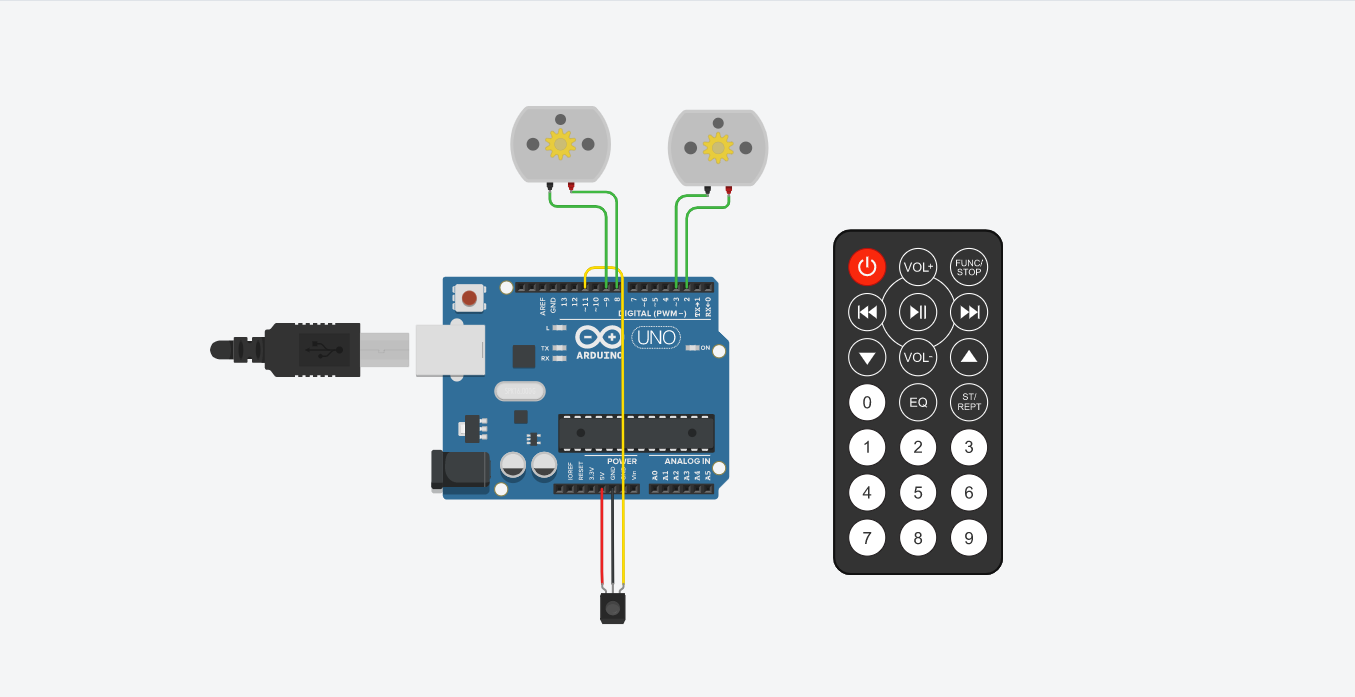 VOL+
FUNC/
STOP
AREF
GND
13
12
~11
~10
~9
8
7
~6
~5
4
~3
2
TX→1
RX←0
DIGITAL (PWM~)
L
TX
RX
ARDUINO
UNO
ON
VOL-
0
EQ
ST/
REPT
1
2
3
POWER
ANALOG IN
IOREF
RESET
3.3V
5V
GND
Vin
A0
A1
A2
A3
A4
A5
4
5
6
7
8
9